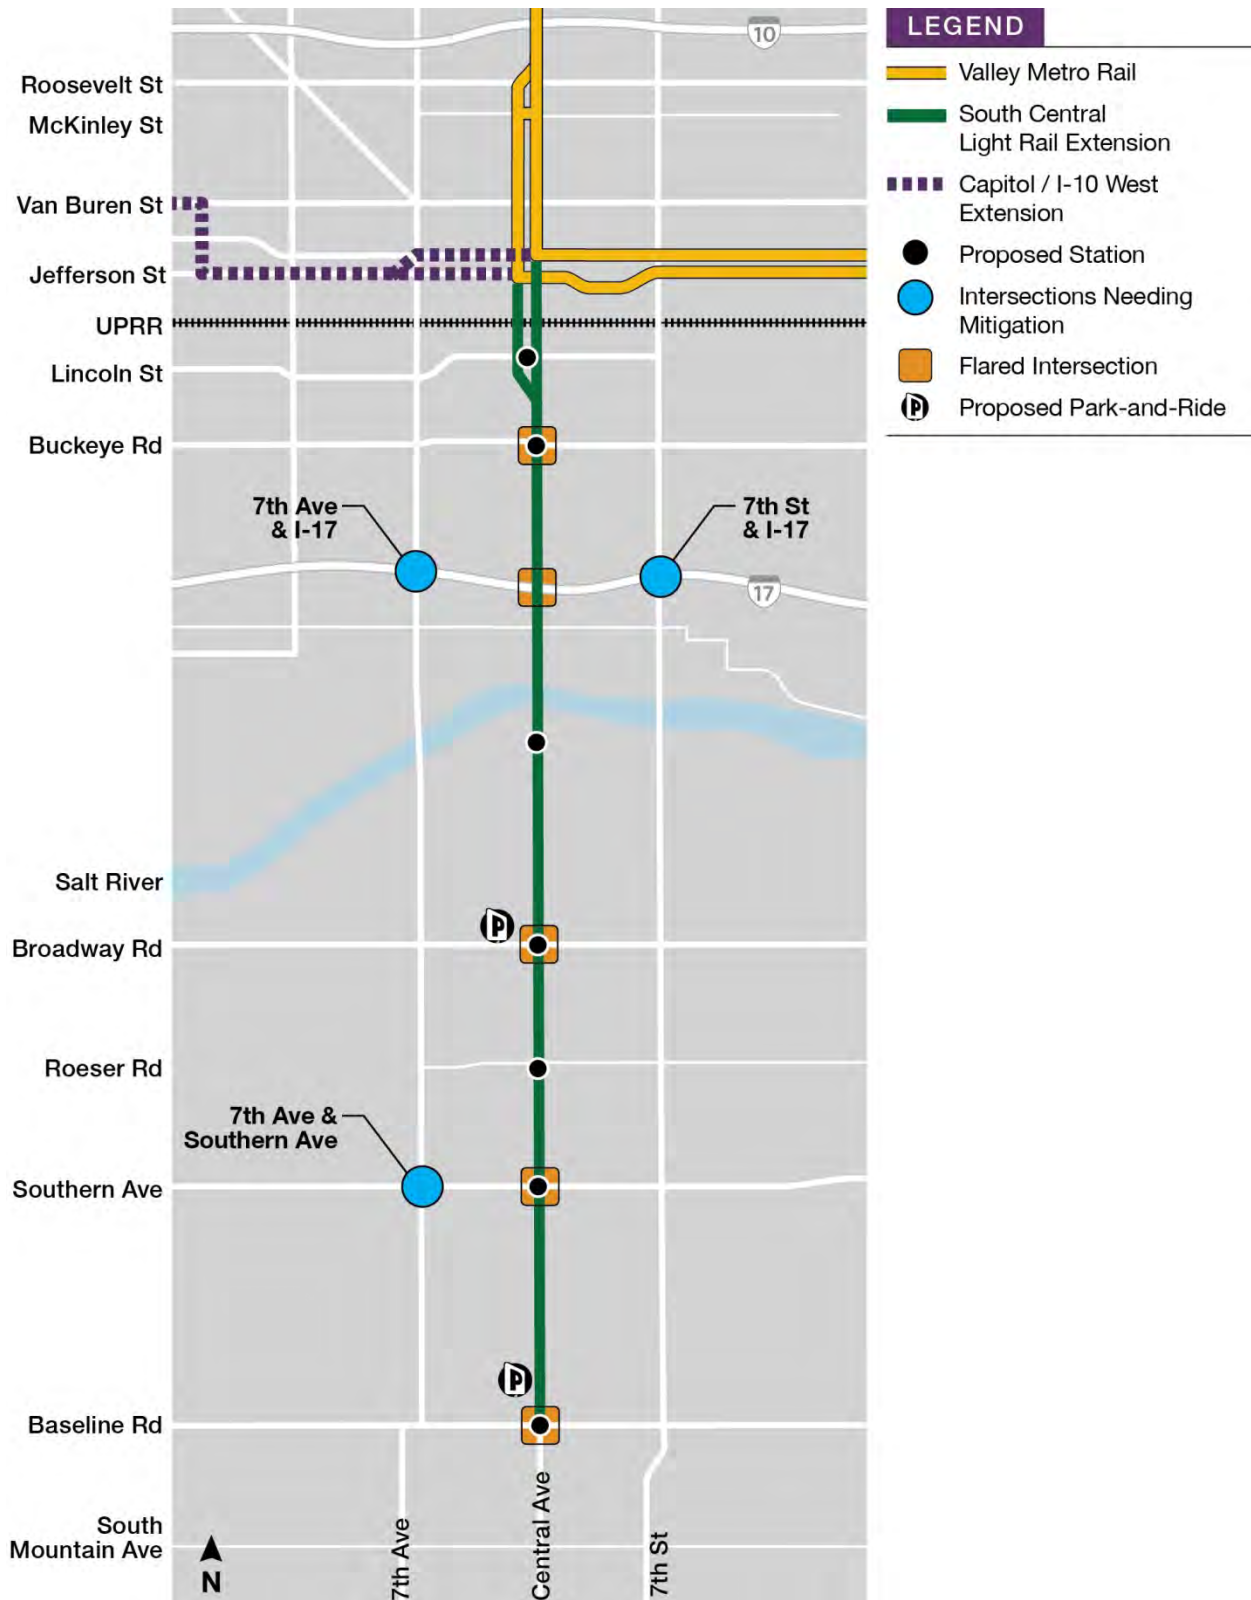 LEGEND
Valley Metro Rail
South Central
Light Rail Extension
Capitol / I-10 West
Extension
Proposed Station
Intersections Needing
Mitigation
Flared Intersection
P
Proposed Park-and-Ride
10
Roosevelt St
McKinley St
Van Buren St
Jefferson St
UPRR
Lincoln St
Buckeye Rd
7th Ave
& I-17
7th St
& I-17
17
Salt River
P
Broadway Rd
Roeser Rd
7th Ave &
Southern Ave
Southern Ave
P
Baseline Rd
South
Mountain Ave
N
7th Ave
Central Ave
7th St